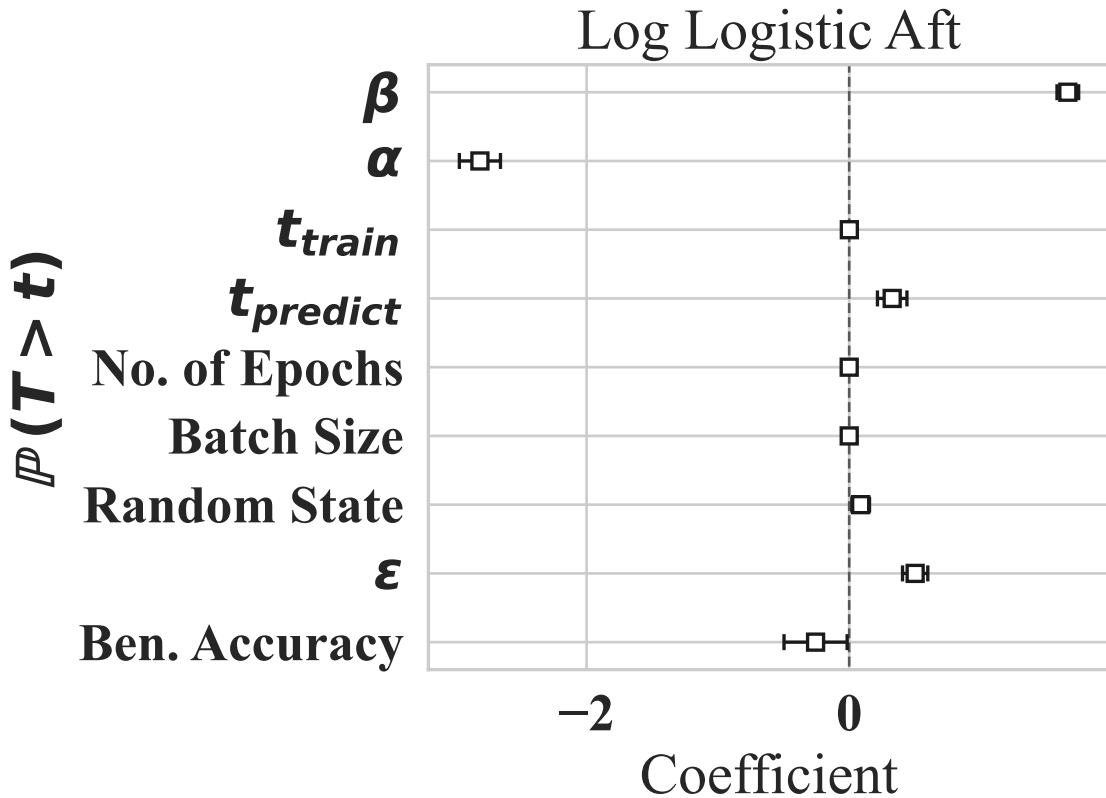 Log Logistic Aft
β
α
t_train
t_predict
No. of Epochs
Batch Size
Random State
ε
Ben. Accuracy
ℙ(T > t)
−2
0
Coefficient